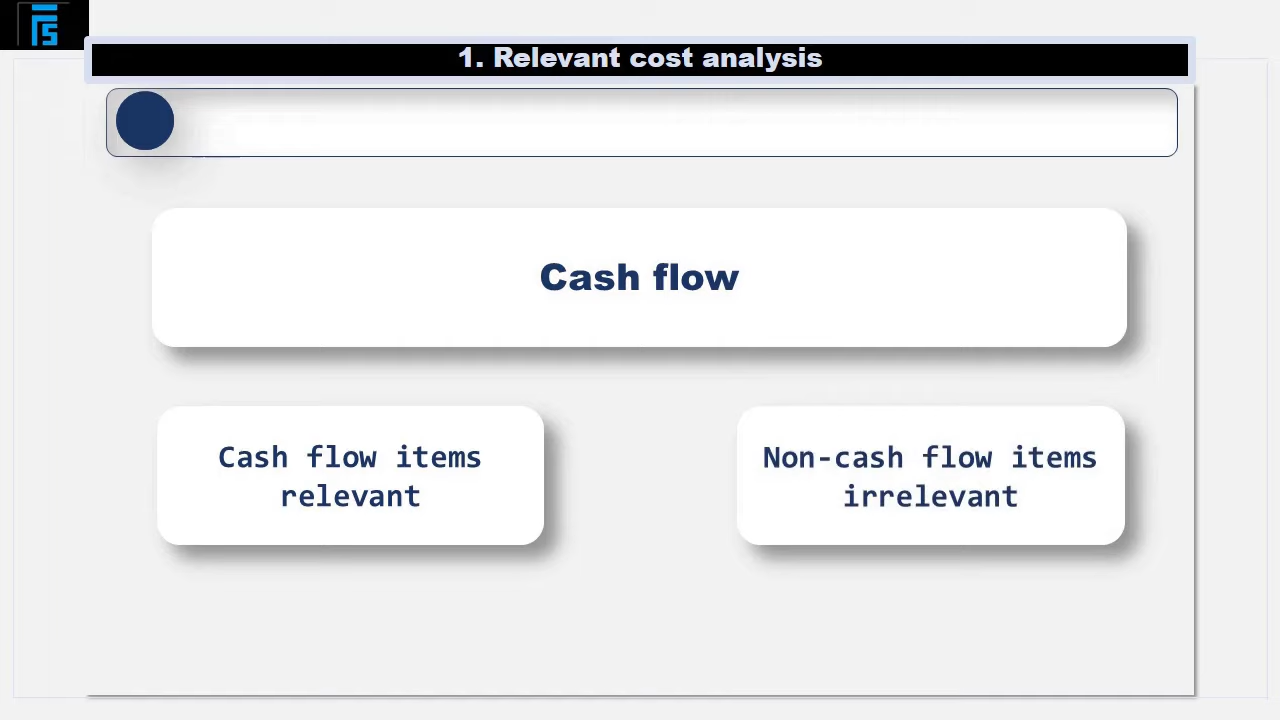 1. Relevant cost analysis
Cash flow
Cash flow items
relevant
Non-cash flow items
irrelevant